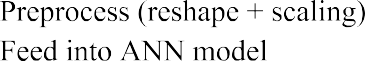 Preprocess (reshape + scaling)
Feed into ANN model